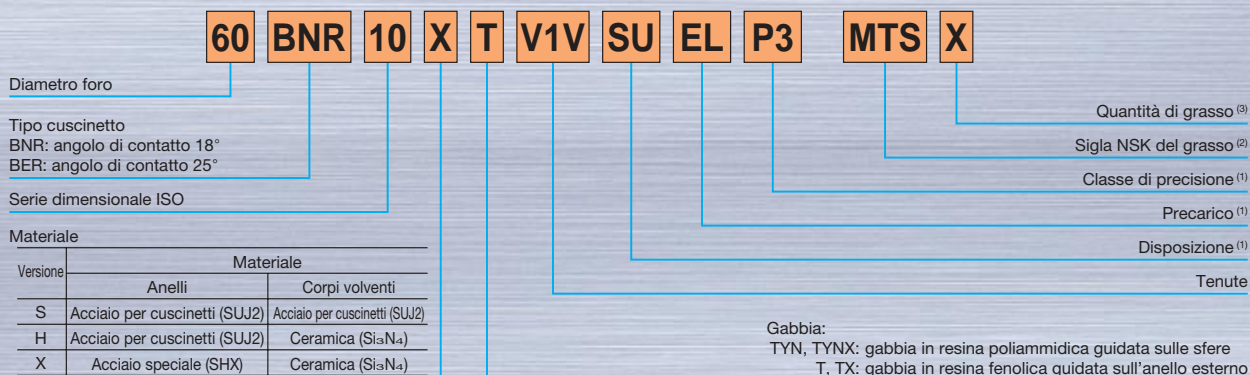 60 BNR 10 X T V1V SU EL P3 MTS X
Diametro foro
Tipo cuscinetto
BNR: angolo di contatto 18°
BER: angolo di contatto 25°
Serie dimensionale ISO
Quantità di grasso (3)
Sigla NSK del grasso (2)
Classe di precisione (1)
Precarico (1)
Disposizione (1)
Tenute
Materiale
Versione Materiale
Anelli Corpi volventi
S Acciaio per cuscinetti (SUJ2) Acciaio per cuscinetti (SUJ2)
H Acciaio per cuscinetti (SUJ2) Ceramica (Si₃N₄)
X Acciaio speciale (SHX) Ceramica (Si₃N₄)
Gabbia:
TYN, TYNX: gabbia in resina poliammidica guidata sulle sfere
T, TX: gabbia in resina fenolica guidata sull'anello esterno